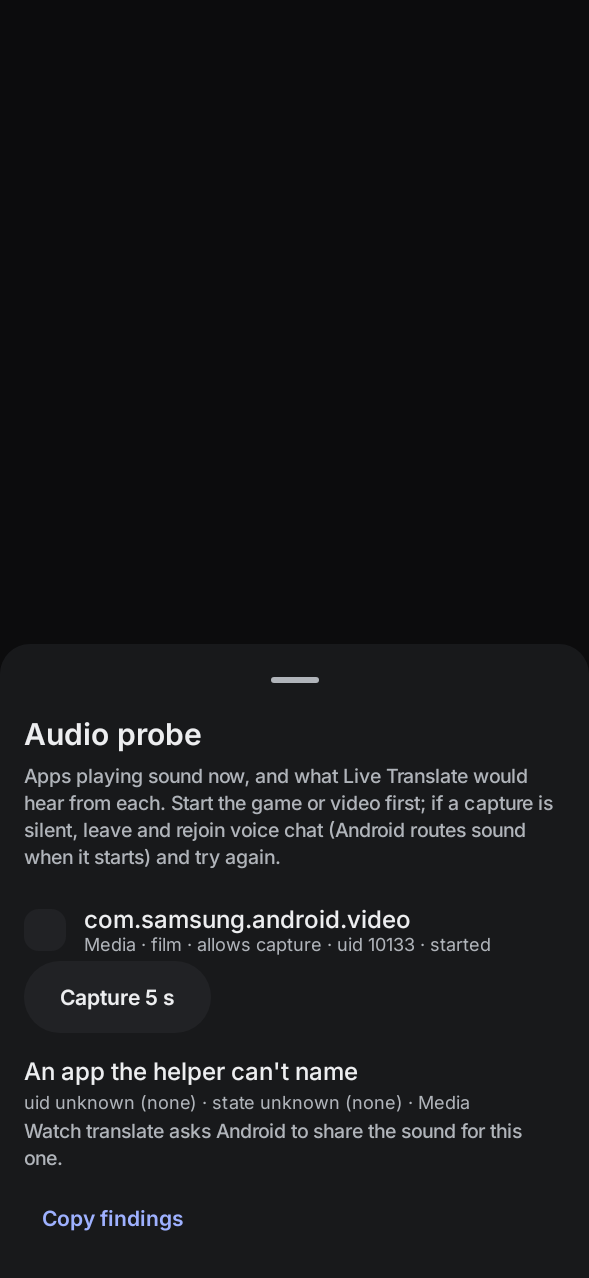 Audio probe
Apps playing sound now, and what Live Translate would
hear from each. Start the game or video first; if a capture is
silent, leave and rejoin voice chat (Android routes sound
when it starts) and try again.
com.samsung.android.video
Media · film · allows capture · uid 10133 · started
Capture 5 s
An app the helper can't name
uid unknown (none) · state unknown (none) · Media
Watch translate asks Android to share the sound for this
one.
Copy findings